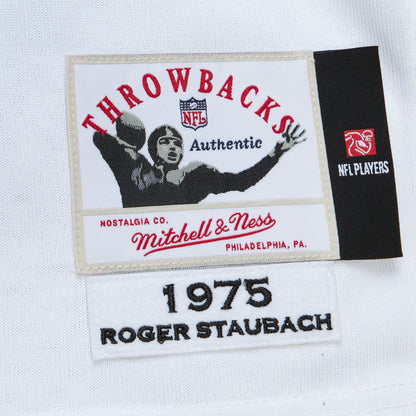 THROWBACKS
NFL
Authentic
NFL PLAYERS
NOSTALGIA CO.
Mitchell & Ness
PHILADELPHIA, PA.
1975
ROGER STAUBACH